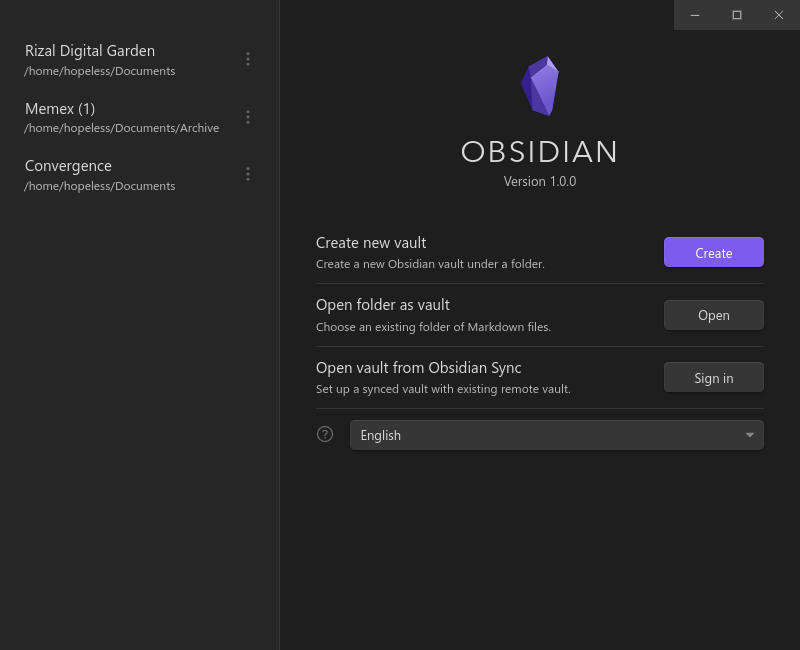 Rizal Digital Garden
/home/hopeless/Documents
Memex (1)
/home/hopeless/Documents/Archive
Convergence
/home/hopeless/Documents
OBSIDIAN
Version 1.0.0
Create new vault
Create a new Obsidian vault under a folder.
Create
Open folder as vault
Choose an existing folder of Markdown files.
Open
Open vault from Obsidian Sync
Set up a synced vault with existing remote vault.
Sign in
?
English